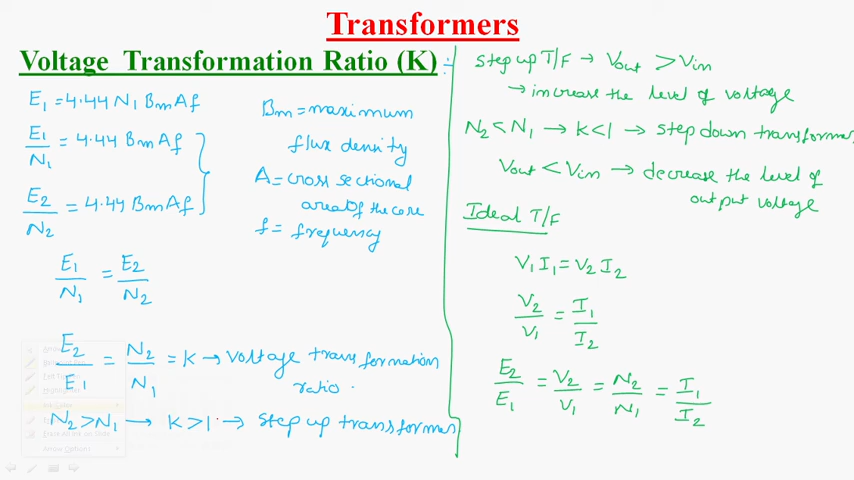 Transformers
Voltage Transformation Ratio (K) :-
E₁ = 4.44 N₁ Bm A f
E₁/N₁ = 4.44 Bm A f
E₂/N₂ = 4.44 Bm A f
Bm = maximum
flux density
A = cross sectional
area of the core
f = frequency
E₁/N₁ = E₂/N₂
E₂/E₁ = N₂/N₁ = K → voltage transformation
ratio .
N₂ > N₁ → K > 1 → step up transformer
step up T/F → Vout > Vin
→ increase the level of voltage
N₂ < N₁ → K < 1 → step down transformer
Vout < Vin → decrease the level of
output voltage
Ideal T/F
V₁ I₁ = V₂ I₂
V₂/V₁ = I₁/I₂
E₂/E₁ = V₂/V₁ = N₂/N₁ = I₁/I₂